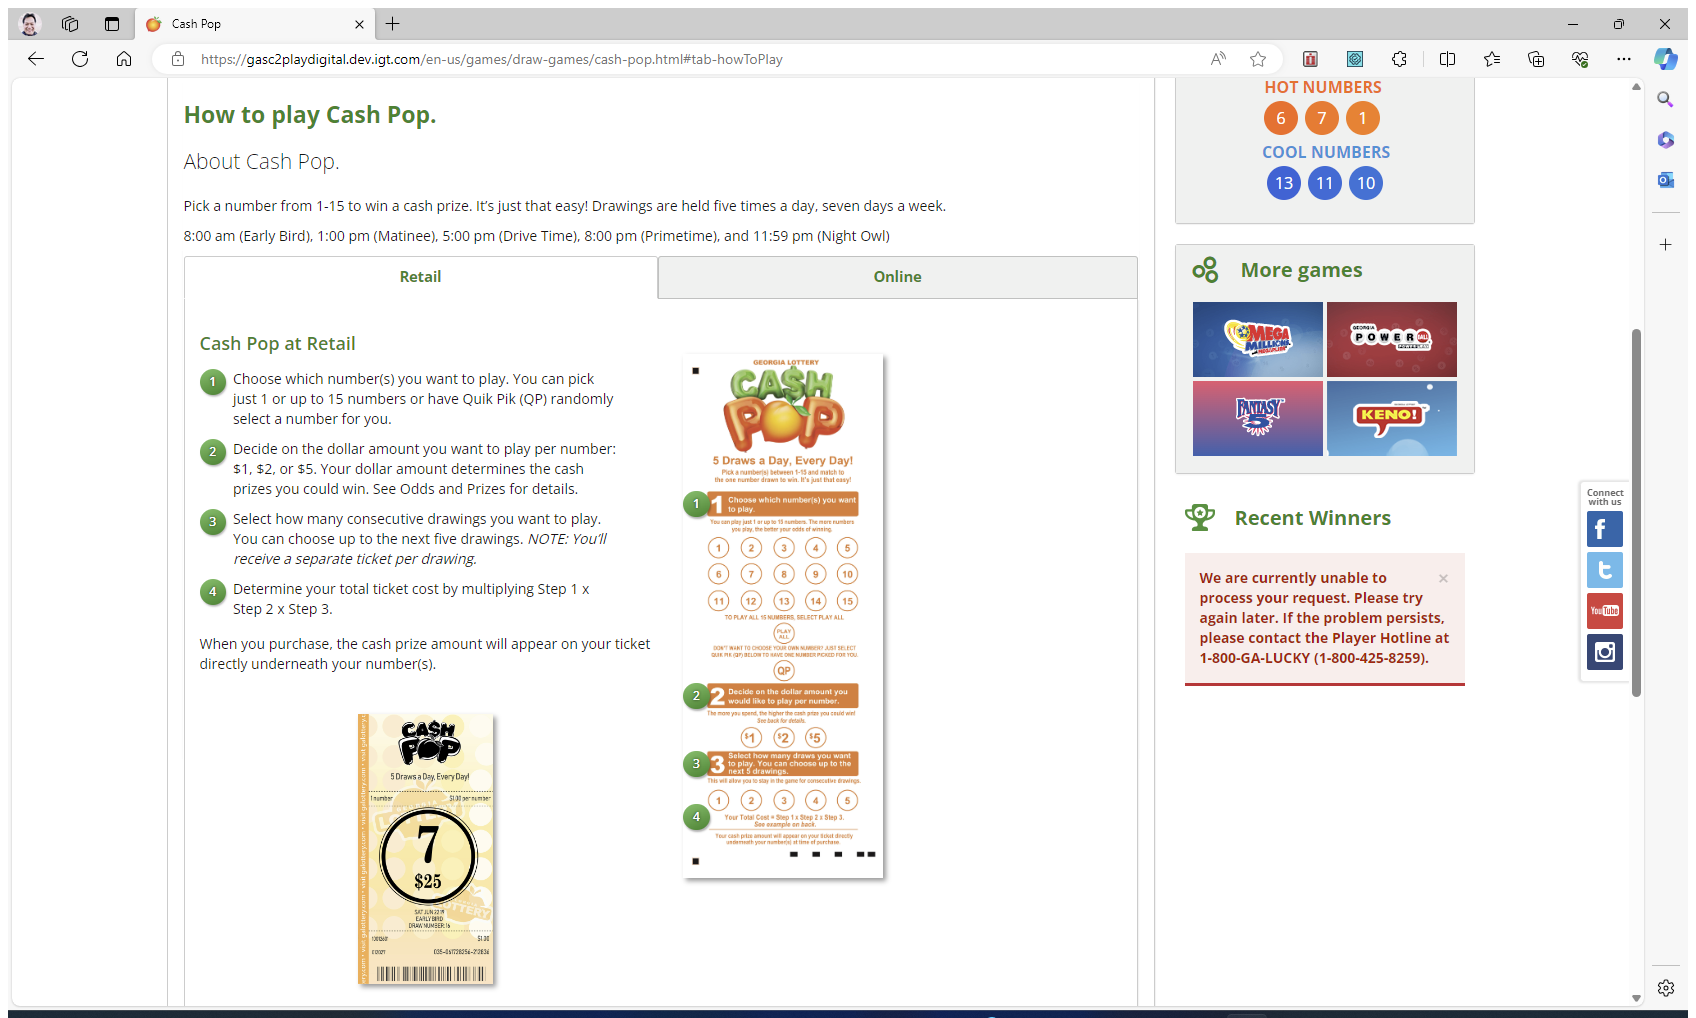 Cash Pop
https://gasc2playdigital.dev.igt.com/en-us/games/draw-games/cash-pop.html#tab-howToPlay
How to play Cash Pop.
About Cash Pop.
Pick a number from 1-15 to win a cash prize. It's just that easy! Drawings are held five times a day, seven days a week.
8:00 am (Early Bird), 1:00 pm (Matinee), 5:00 pm (Drive Time), 8:00 pm (Primetime), and 11:59 pm (Night Owl)
Retail
Online
Cash Pop at Retail
1 Choose which number(s) you want to play. You can pick
just 1 or up to 15 numbers or have Quik Pik (QP) randomly
select a number for you.
2 Decide on the dollar amount you want to play per number:
$1, $2, or $5. Your dollar amount determines the cash
prizes you could win. See Odds and Prizes for details.
3 Select how many consecutive drawings you want to play.
You can choose up to the next five drawings. NOTE: You'll
receive a separate ticket per drawing.
4 Determine your total ticket cost by multiplying Step 1 x
Step 2 x Step 3.
When you purchase, the cash prize amount will appear on your ticket
directly underneath your number(s).
CA$H
POP
5 Draws a Day, Every Day!
1 number $1.00 per number
7
$25
SAT JUN 22 19
EARLY BIRD
DRAW NUMBER:16
$1.00
GEORGIA LOTTERY
CA$H
POP
5 Draws a Day, Every Day!
Pick a number(s) between 1-15 and match to
the one number drawn to win. It's just that easy!
1 1 Choose which number(s) you want
to play.
You can play just 1 or up to 15 numbers. The more numbers
you play, the better your odds of winning.
1 2 3 4 5
6 7 8 9 10
11 12 13 14 15
TO PLAY ALL 15 NUMBERS, SELECT PLAY ALL
PLAY
ALL
DON'T WANT TO CHOOSE YOUR OWN NUMBER? JUST SELECT
QUIK PIK (QP) BELOW TO HAVE ONE NUMBER PICKED FOR YOU.
QP
2 2 Decide on the dollar amount you
would like to play per number.
The more you spend, the higher the cash prize you could win!
See back for details.
$1 $2 $5
3 3 Select how many draws you want
to play. You can choose up to the
next 5 drawings.
This will allow you to stay in the game for consecutive drawings.
1 2 3 4 5
4 Your Total Cost = Step 1 x Step 2 x Step 3.
See example on back.
Your cash prize amount will appear on your ticket directly
underneath your number(s) at time of purchase.
HOT NUMBERS
6 7 1
COOL NUMBERS
13 11 10
More games
MEGA
MILLIONS
GEORGIA
POWERBALL
POWER PLAY
FANTASY
5
KENO!
Recent Winners
We are currently unable to
process your request. Please try
again later. If the problem persists,
please contact the Player Hotline at
1-800-GA-LUCKY (1-800-425-8259).
Connect
with us
YouTube